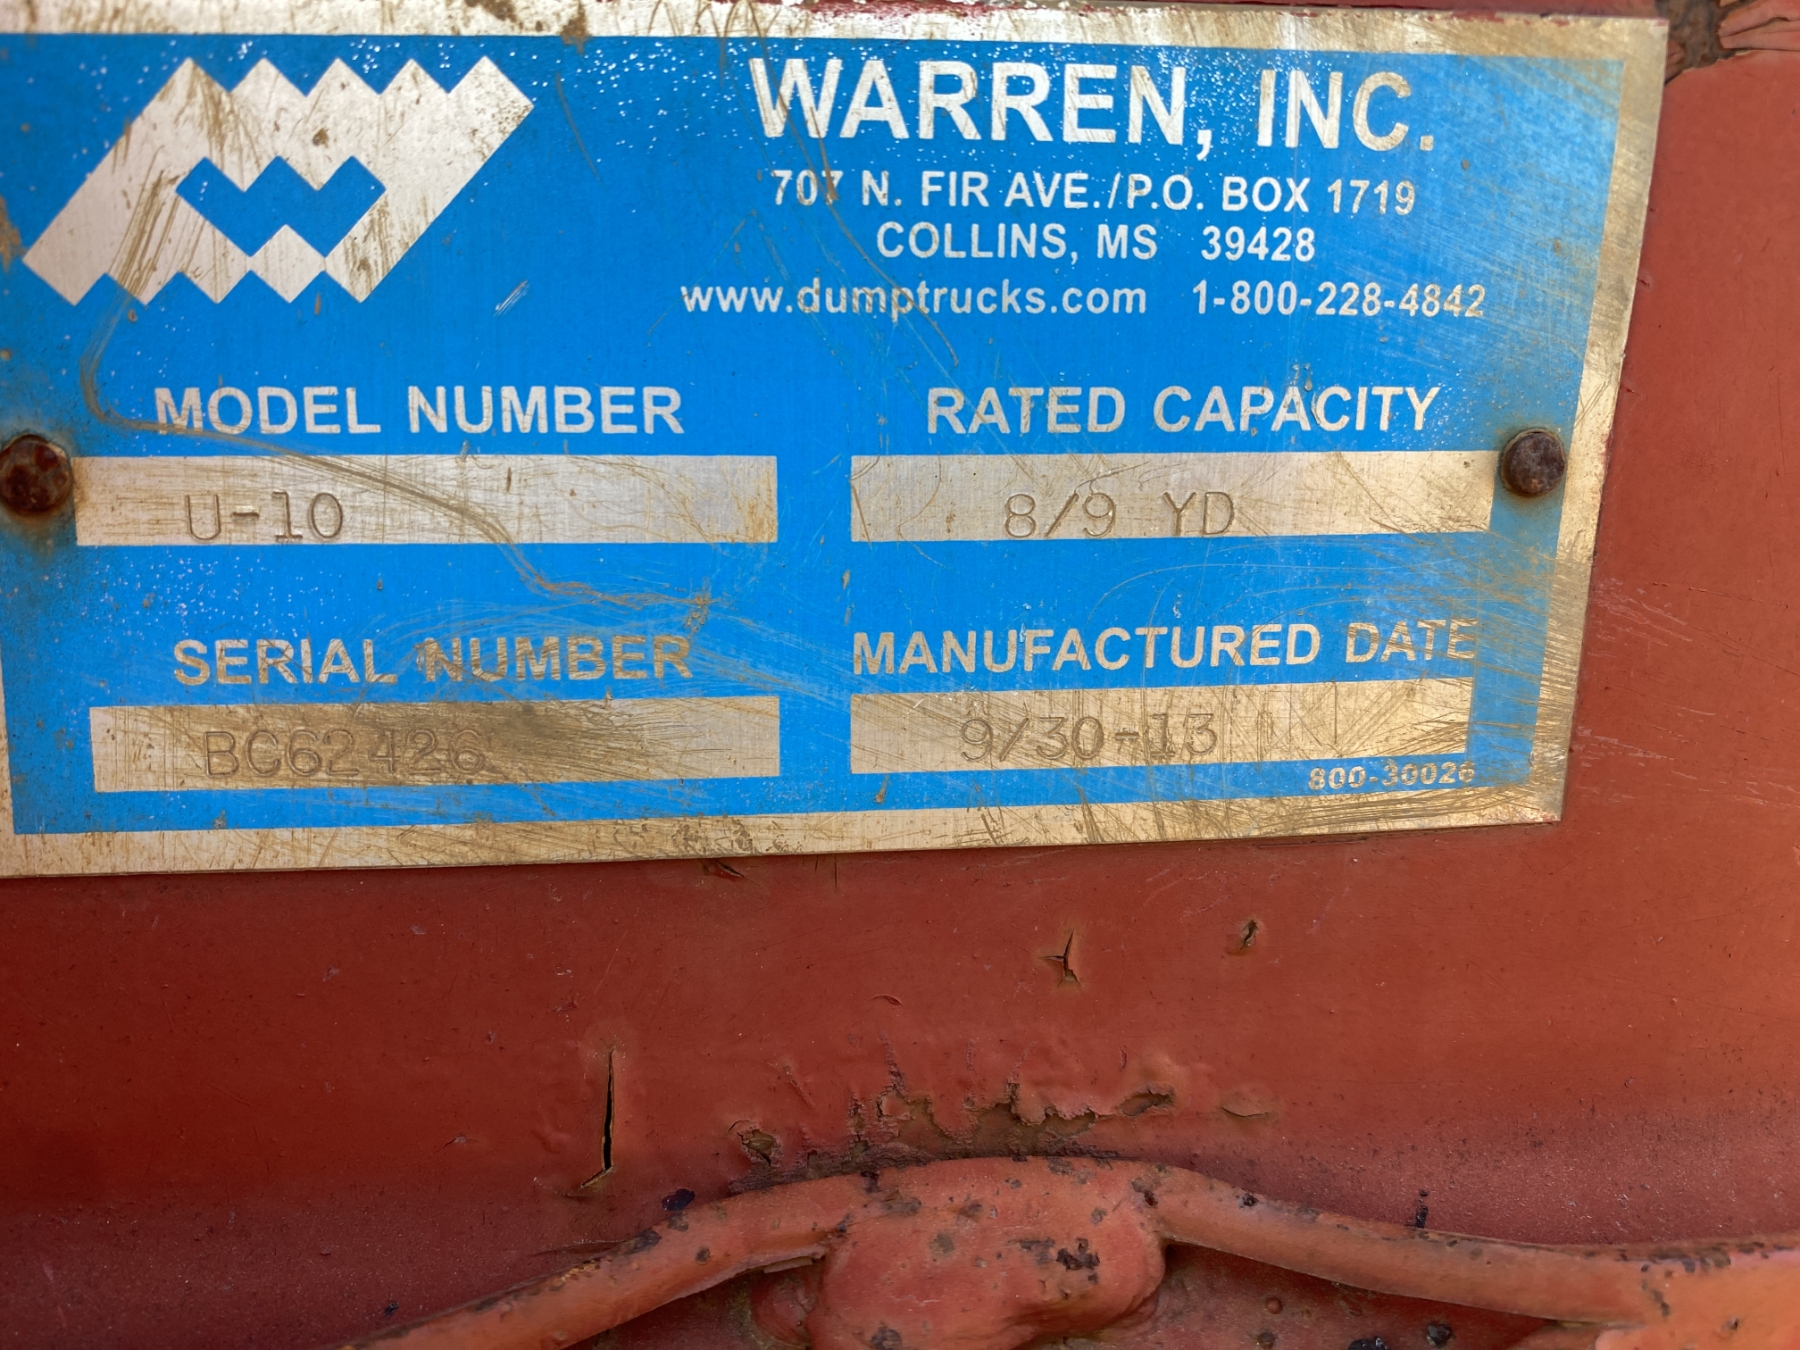 WARREN, INC.
707 N. FIR AVE./P.O. BOX 1719
COLLINS, MS 39428
www.dumptrucks.com 1-800-228-4842
MODEL NUMBER
U-10
RATED CAPACITY
8/9 YD
SERIAL NUMBER
BC62426
MANUFACTURED DATE
9/30-13
800-30026